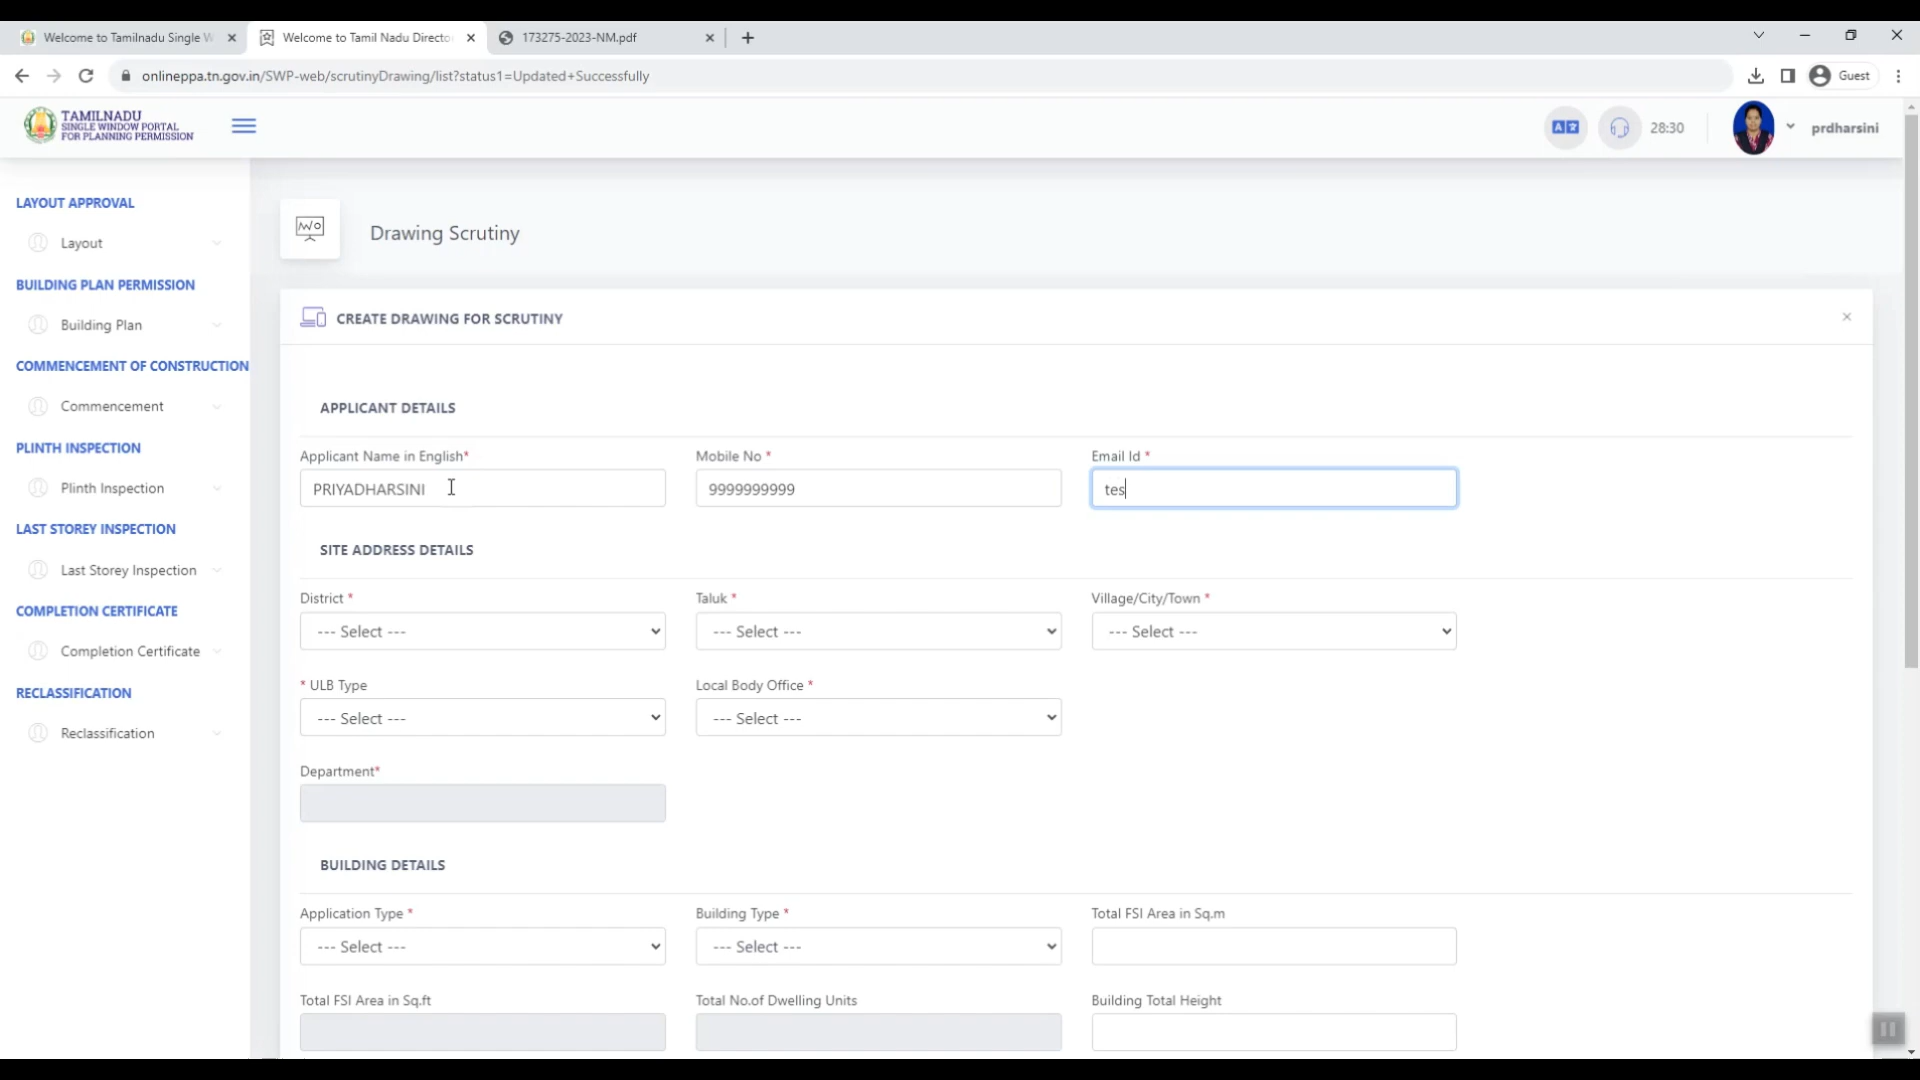 Welcome to Tamilnadu Single W
Welcome to Tamil Nadu Directo
173275-2023-NM.pdf
onlineppa.tn.gov.in/SWP-web/scrutinyDrawing/list?status1=Updated+Successfully
Guest
TAMILNADU
SINGLE WINDOW PORTAL
FOR PLANNING PERMISSION
28:30
prdharsini
LAYOUT APPROVAL
Layout
BUILDING PLAN PERMISSION
Building Plan
COMMENCEMENT OF CONSTRUCTION
Commencement
PLINTH INSPECTION
Plinth Inspection
LAST STOREY INSPECTION
Last Storey Inspection
COMPLETION CERTIFICATE
Completion Certificate
RECLASSIFICATION
Reclassification
Drawing Scrutiny
CREATE DRAWING FOR SCRUTINY
×
APPLICANT DETAILS
Applicant Name in English*
Mobile No *
Email Id *
PRIYADHARSINI
9999999999
tes
SITE ADDRESS DETAILS
District *
Taluk *
Village/City/Town *
--- Select ---
--- Select ---
--- Select ---
* ULB Type
Local Body Office *
--- Select ---
--- Select ---
Department*
BUILDING DETAILS
Application Type *
Building Type *
Total FSI Area in Sq.m
--- Select ---
--- Select ---
Total FSI Area in Sq.ft
Total No.of Dwelling Units
Building Total Height